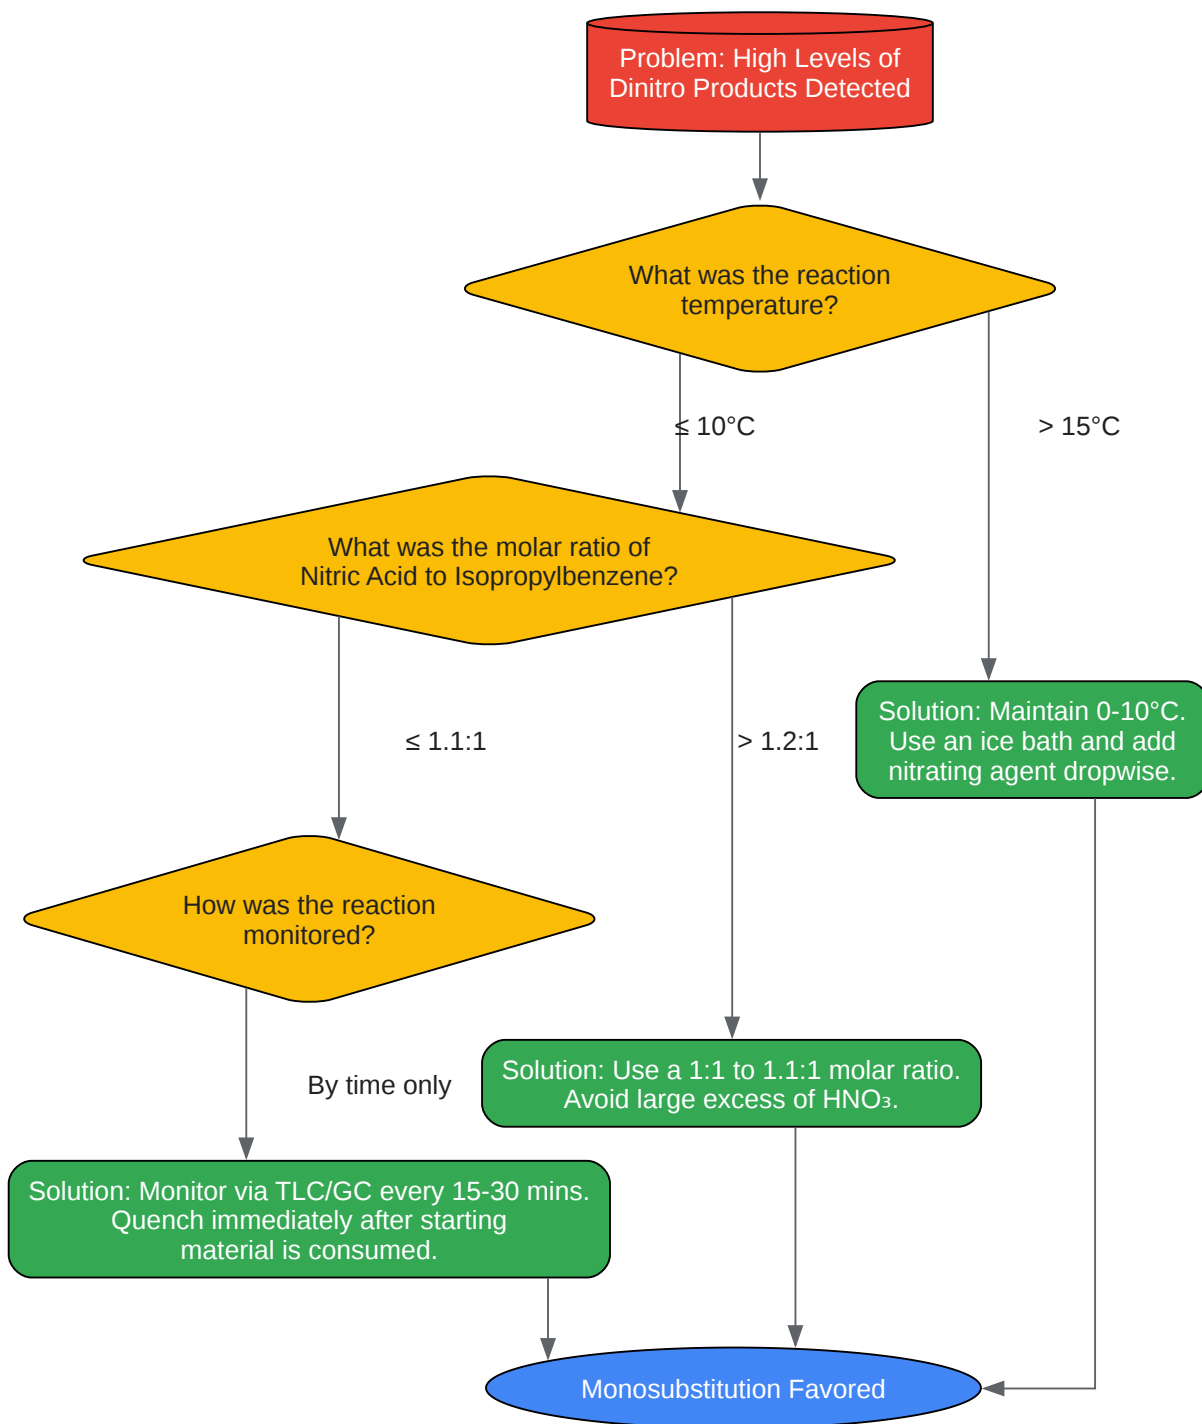 Problem: High Levels of
Dinitro Products Detected
What was the reaction
temperature?
≤ 10°C
> 15°C
What was the molar ratio of
Nitric Acid to Isopropylbenzene?
≤ 1.1:1
> 1.2:1
Solution: Maintain 0-10°C.
Use an ice bath and add
nitrating agent dropwise.
How was the reaction
monitored?
By time only
Solution: Use a 1:1 to 1.1:1 molar ratio.
Avoid large excess of HNO₃.
Solution: Monitor via TLC/GC every 15-30 mins.
Quench immediately after starting
material is consumed.
Monosubstitution Favored